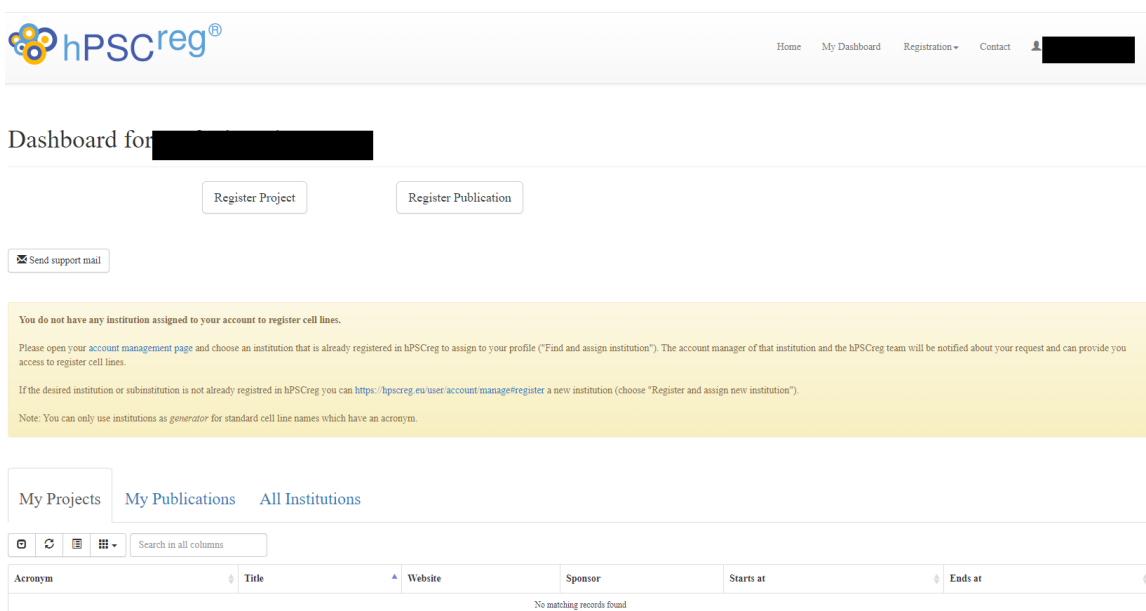 hPSCreg®
Home My Dashboard Registration Contact
Dashboard for
Register Project Register Publication
Send support mail
You do not have any institution assigned to your account to register cell lines.
Please open your account management page and choose an institution that is already registered in hPSCreg to assign to your profile ("Find and assign institution"). The account manager of that institution and the hPSCreg team will be notified about your request and can provide you
access to register cell lines.
If the desired institution or subinstitution is not already registred in hPSCreg you can https://hpscreg.eu/user/account/manage#register a new institution (choose "Register and assign new institution").
Note: You can only use institutions as generator for standard cell line names which have an acronym.
My Projects My Publications All Institutions
Search in all columns
Acronym Title Website Sponsor Starts at Ends at
No matching records found